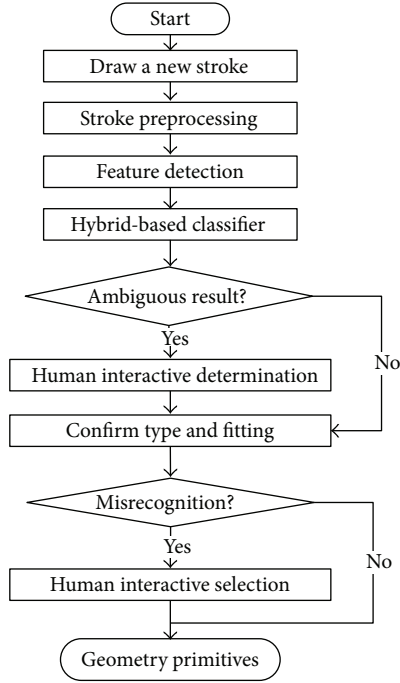 Start
Draw a new stroke
Stroke preprocessing
Feature detection
Hybrid-based classifier
Ambiguous result?
Yes
No
Human interactive determination
Confirm type and fitting
Misrecognition?
Yes
No
Human interactive selection
Geometry primitives